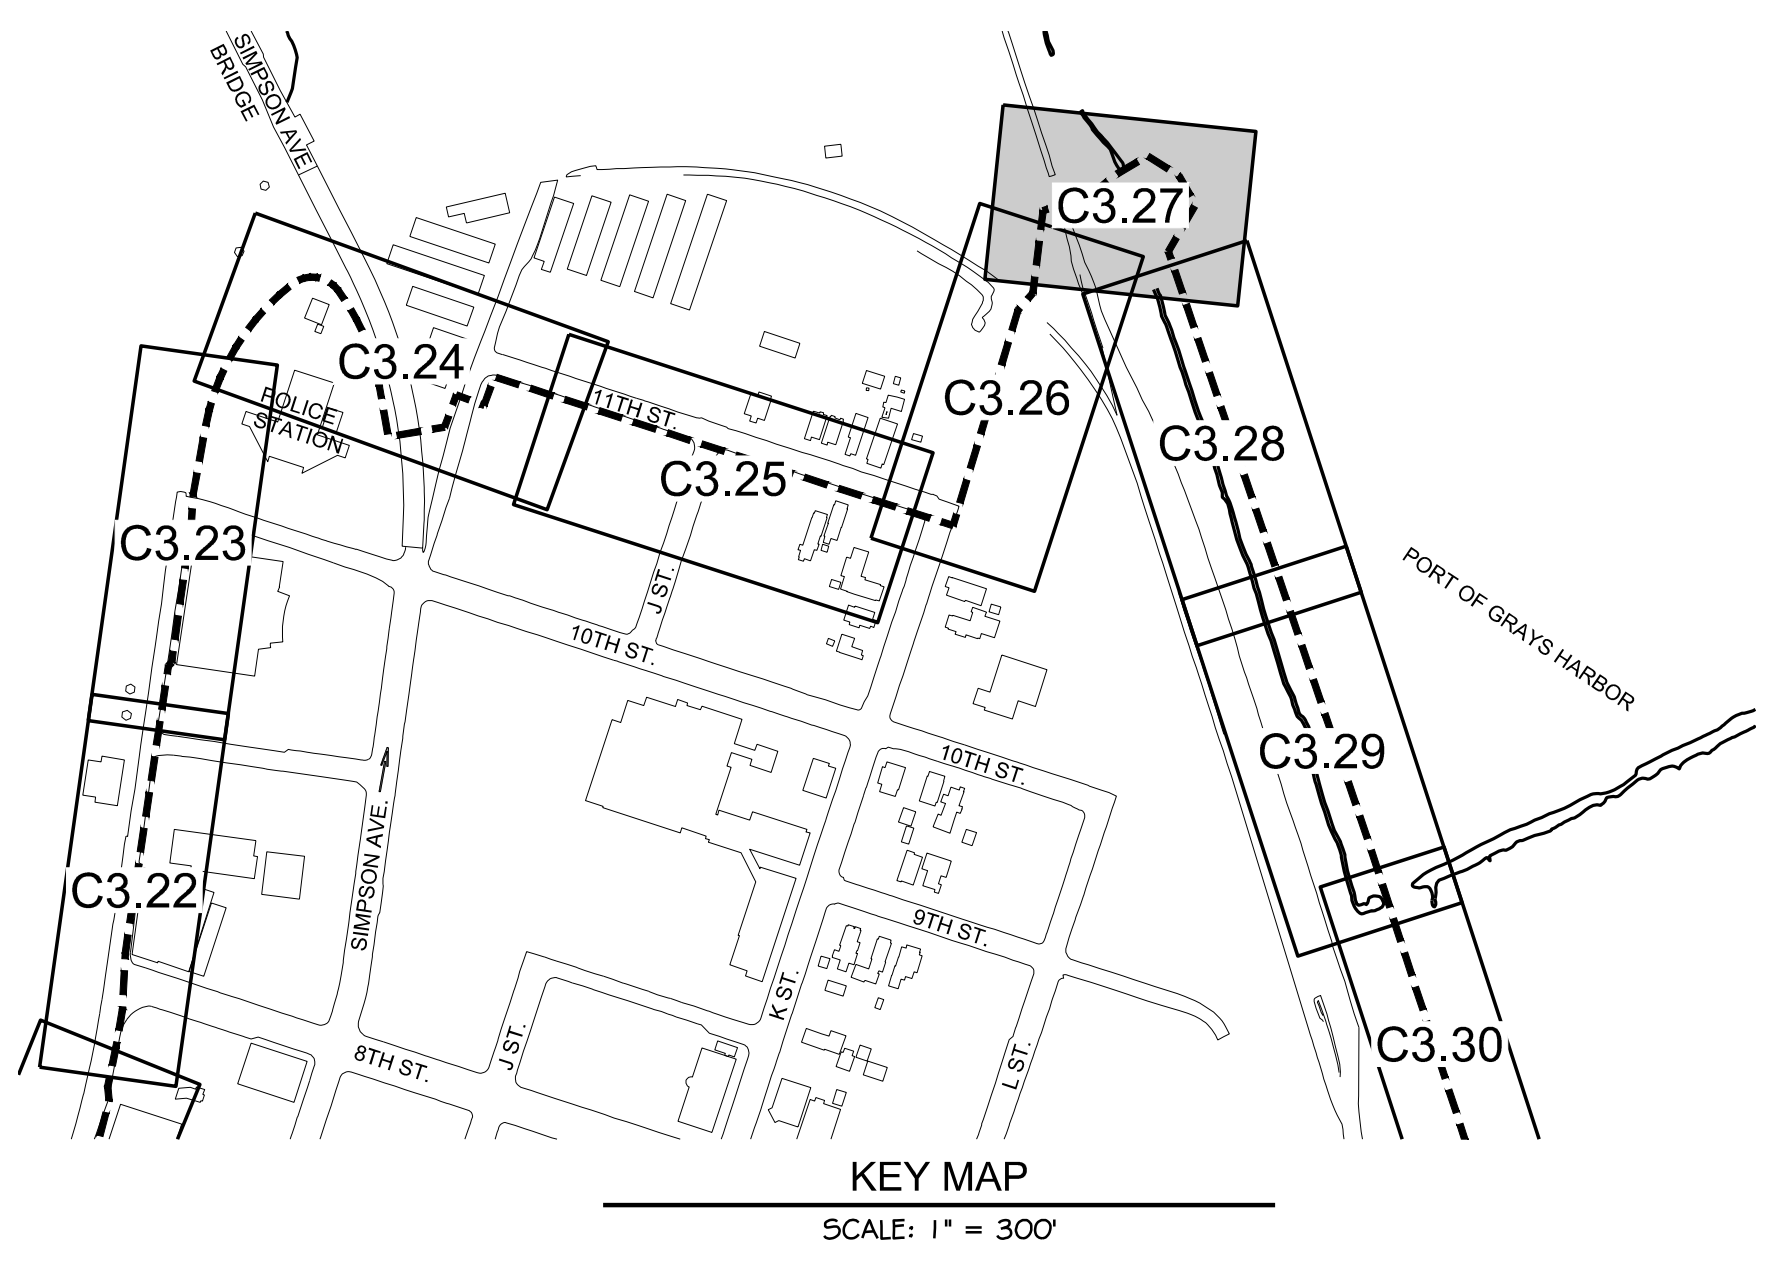 SIMPSON AVE
BRIDGE
C3.27
C3.24
POLICE
STATION
11TH ST.
C3.25
C3.26
C3.28
C3.23
J ST.
10TH ST.
PORT OF GRAYS HARBOR
C3.29
10TH ST.
SIMPSON AVE.
C3.22
9TH ST.
K ST.
J ST.
8TH ST.
L ST.
C3.30
KEY MAP
SCALE: 1" = 300'